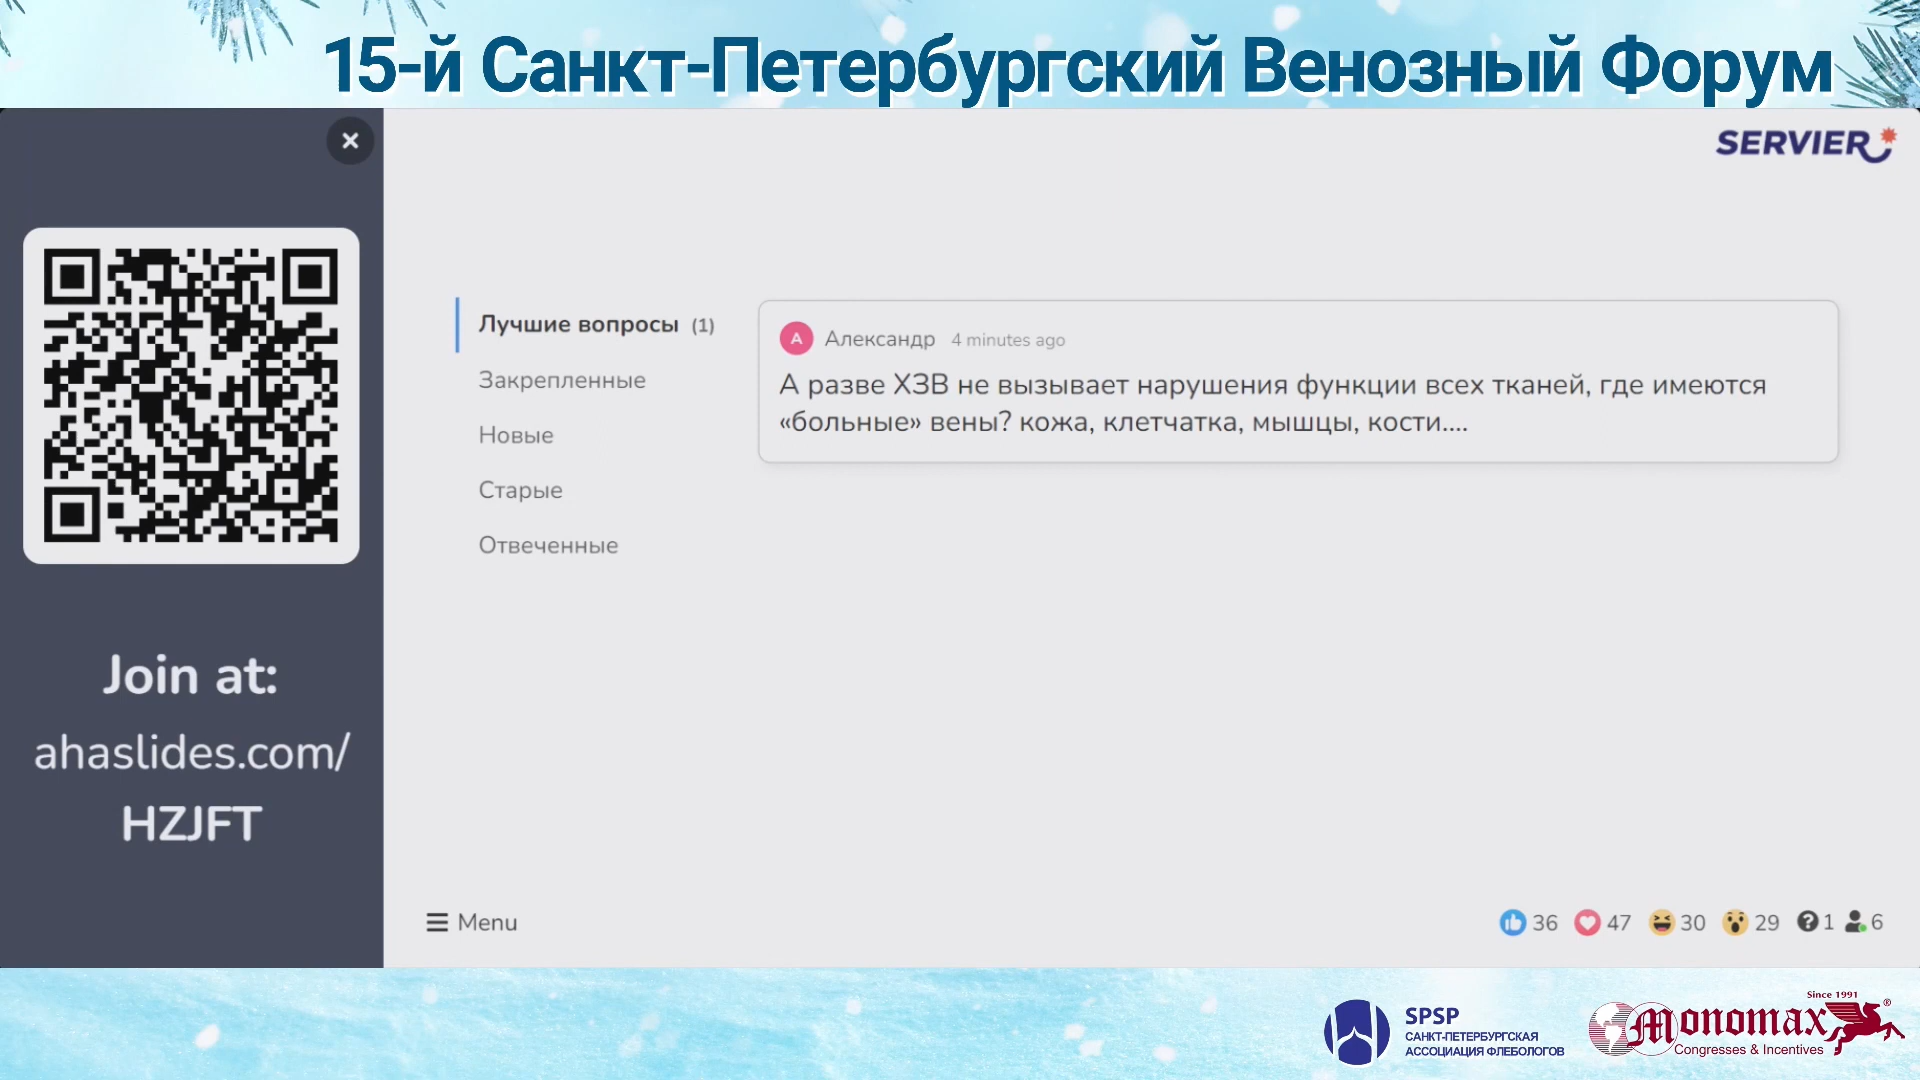 15-й Санкт-Петербургский Венозный Форум
SERVIER
Лучшие вопросы (1)
Закрепленные
Новые
Старые
Отвеченные
A Александр 4 minutes ago
А разве ХЗВ не вызывает нарушения функции всех тканей, где имеются
«больные» вены? кожа, клетчатка, мышцы, кости....
Join at:
ahaslides.com/
HZJFT
Menu
36 47 30 29 1 6
SPSP
САНКТ-ПЕТЕРБУРГСКАЯ
АССОЦИАЦИЯ ФЛЕБОЛОГОВ
Since 1991
Monomax ®
Congresses & Incentives